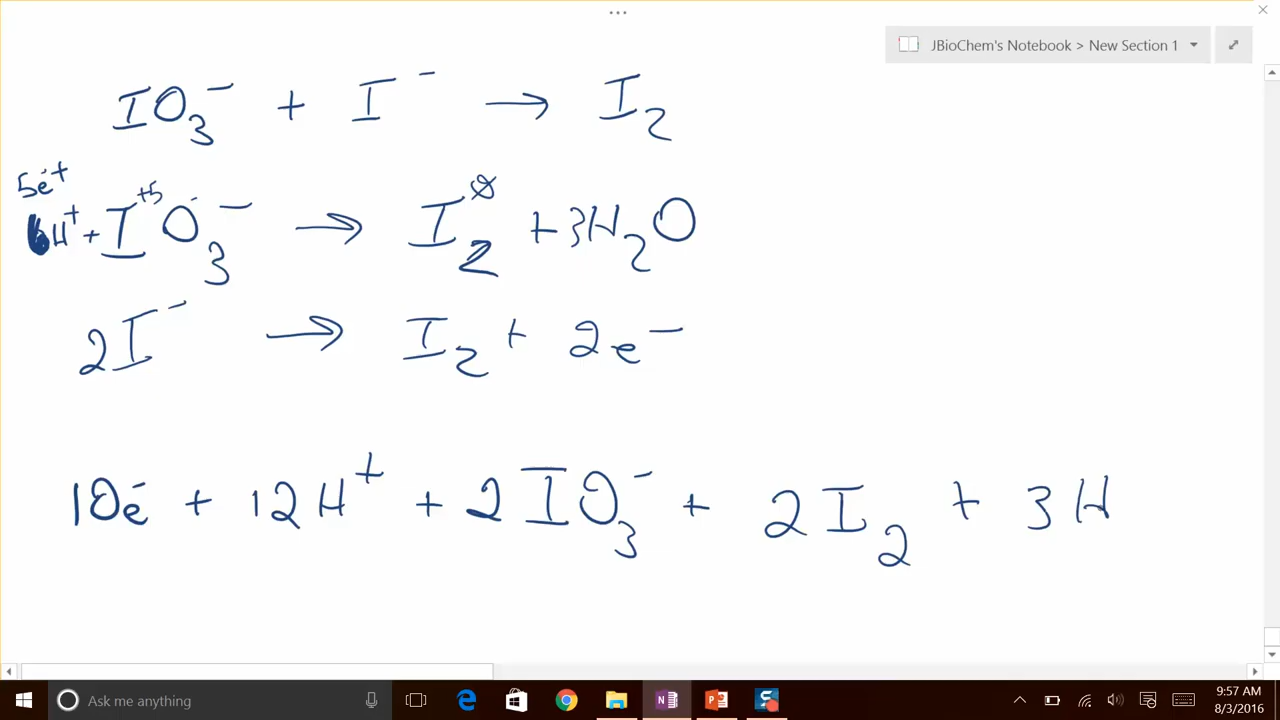 ...
JBioChem's Notebook > New Section 1
IO₃⁻ + I⁻ → I₂
5e⁻ +
6H⁺ + I⁺⁵O₃⁻ → I₂⁰ + 3H₂O
2I⁻ → I₂ + 2e⁻
10e⁻ + 12H⁺ + 2IO₃⁻ + 2I₂ + 3H
Ask me anything
9:57 AM
8/3/2016